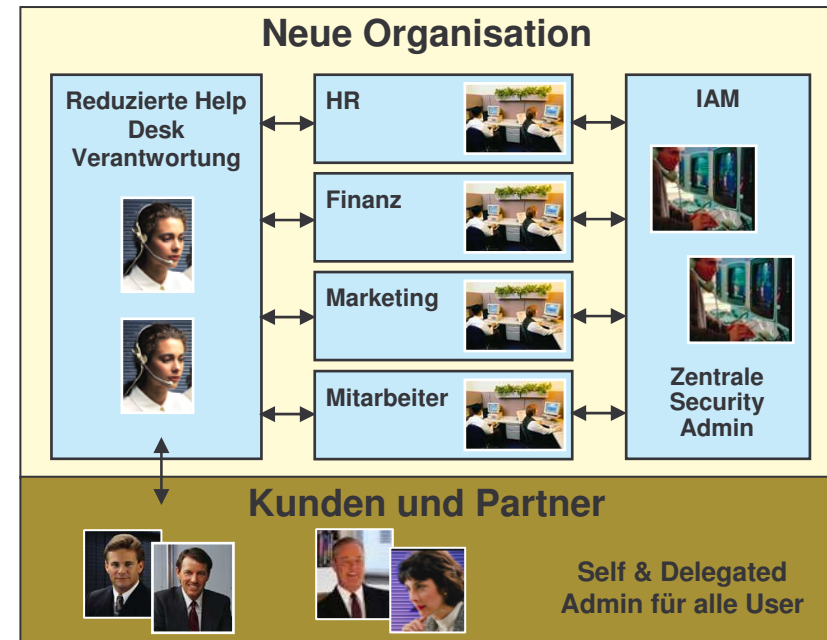 Neue Organisation
Reduzierte Help
Desk
Verantwortung
HR
Finanz
Marketing
Mitarbeiter
IAM
Zentrale
Security
Admin
Kunden und Partner
Self & Delegated
Admin für alle User